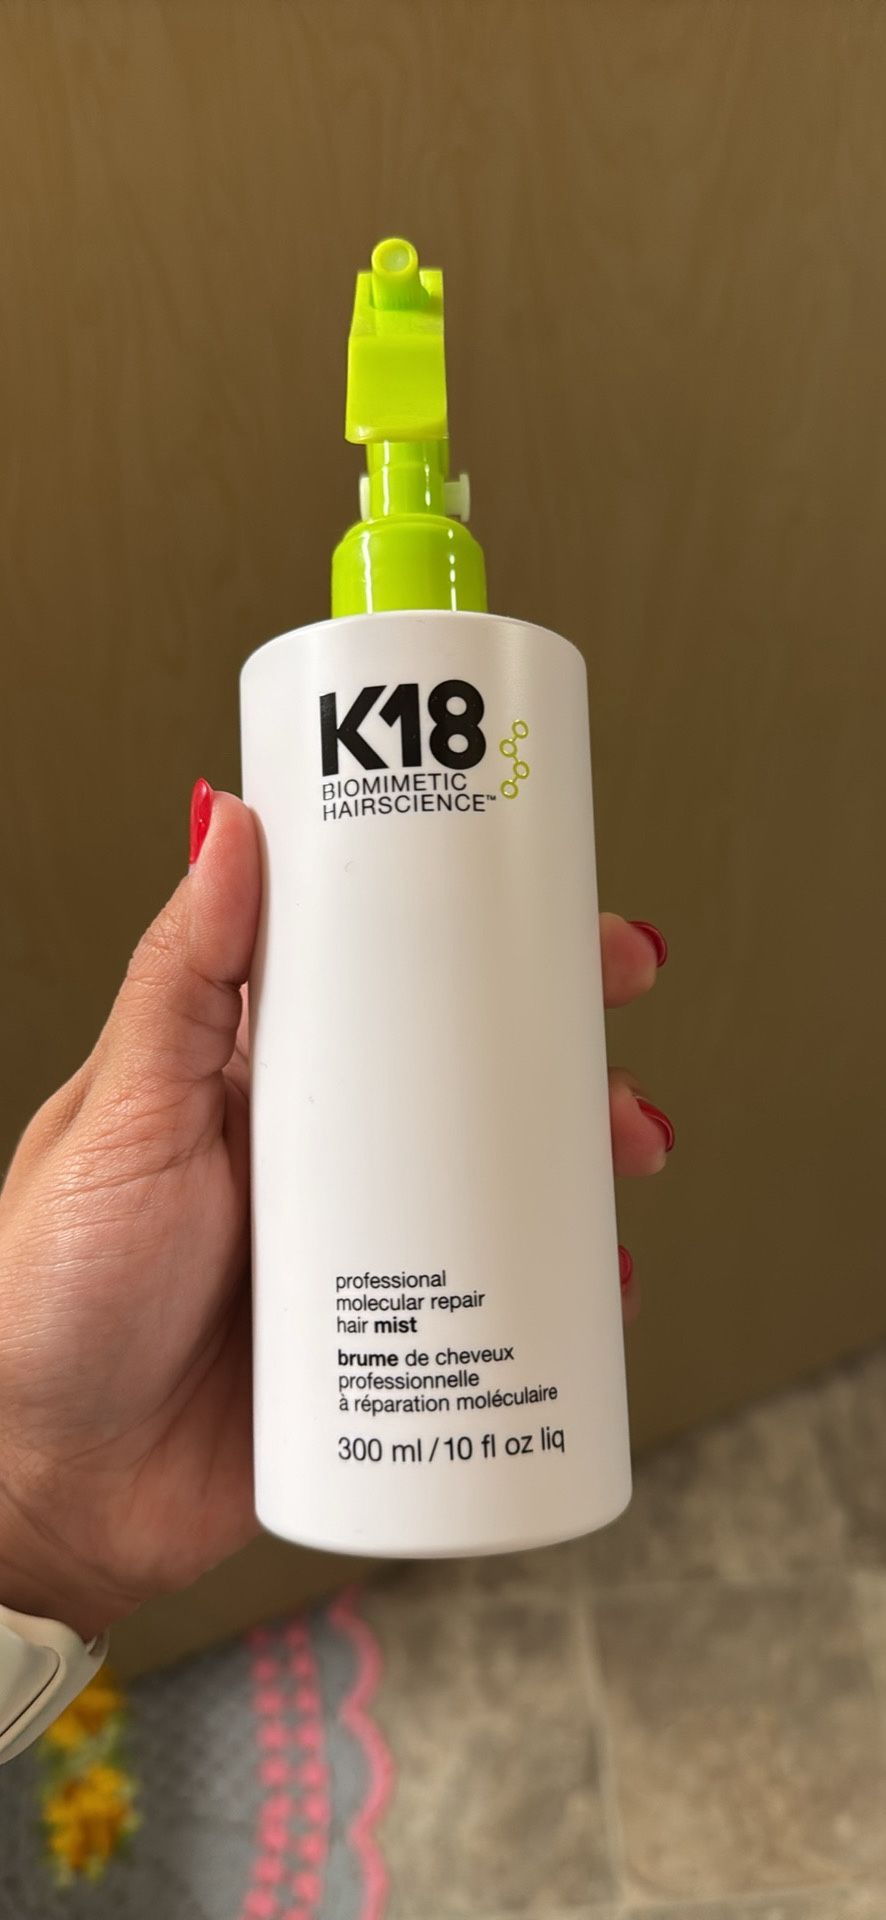 K18
BIOMIMETIC
HAIRSCIENCE™
professional
molecular repair
hair mist
brume de cheveux
professionnelle
à réparation moléculaire
300 ml / 10 fl oz liq